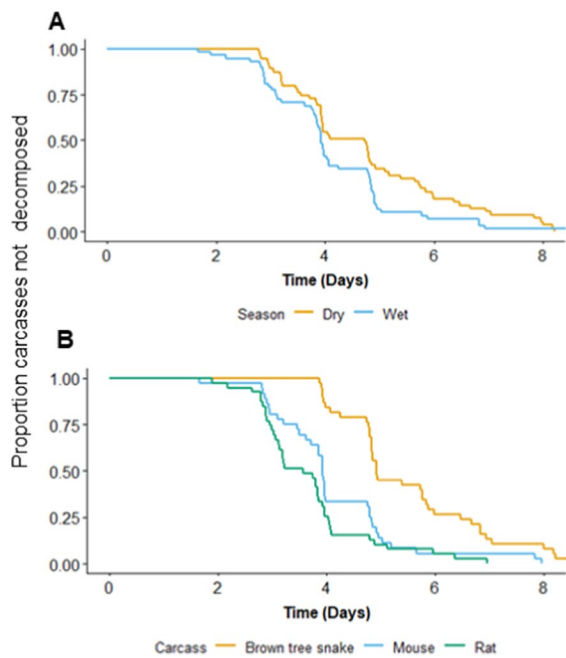 A
1.00
0.75
0.50
0.25
0.00
0 2 4 6 8
Time (Days)
Season Dry Wet
Proportion carcasses not decomposed
B
1.00
0.75
0.50
0.25
0.00
0 2 4 6 8
Time (Days)
Carcass Brown tree snake Mouse Rat